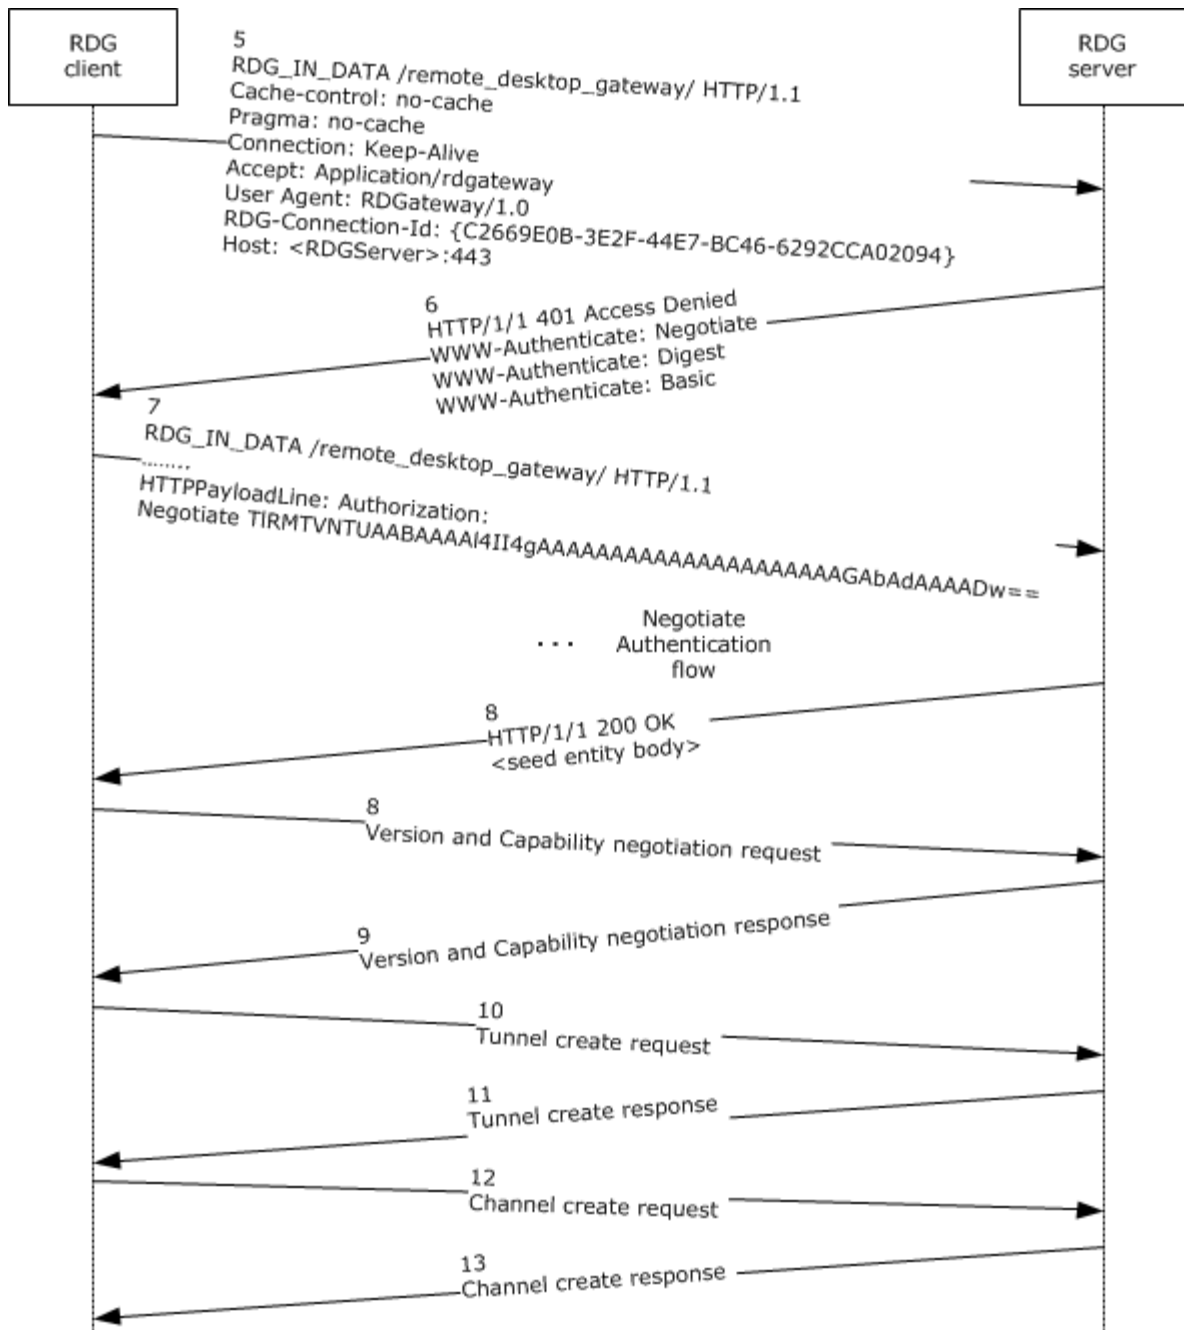 RDG
client
RDG
server
5
RDG_IN_DATA /remote_desktop_gateway/ HTTP/1.1
Cache-control: no-cache
Pragma: no-cache
Connection: Keep-Alive
Accept: Application/rdgateway
User Agent: RDGateway/1.0
RDG-Connection-Id: {C2669E0B-3E2F-44E7-BC46-6292CCA02094}
Host: <RDGServer>:443
6
HTTP/1/1 401 Access Denied
WWW-Authenticate: Negotiate
WWW-Authenticate: Digest
WWW-Authenticate: Basic
7
RDG_IN_DATA /remote_desktop_gateway/ HTTP/1.1
........
HTTPPayloadLine: Authorization:
Negotiate TlRMTVNTUAABAAAAl4II4gAAAAAAAAAAAAAAAAAAAAAGAbAdAAAADw==
Negotiate
... Authentication
flow
8
HTTP/1/1 200 OK
<seed entity body>
8
Version and Capability negotiation request
9
Version and Capability negotiation response
10
Tunnel create request
11
Tunnel create response
12
Channel create request
13
Channel create response